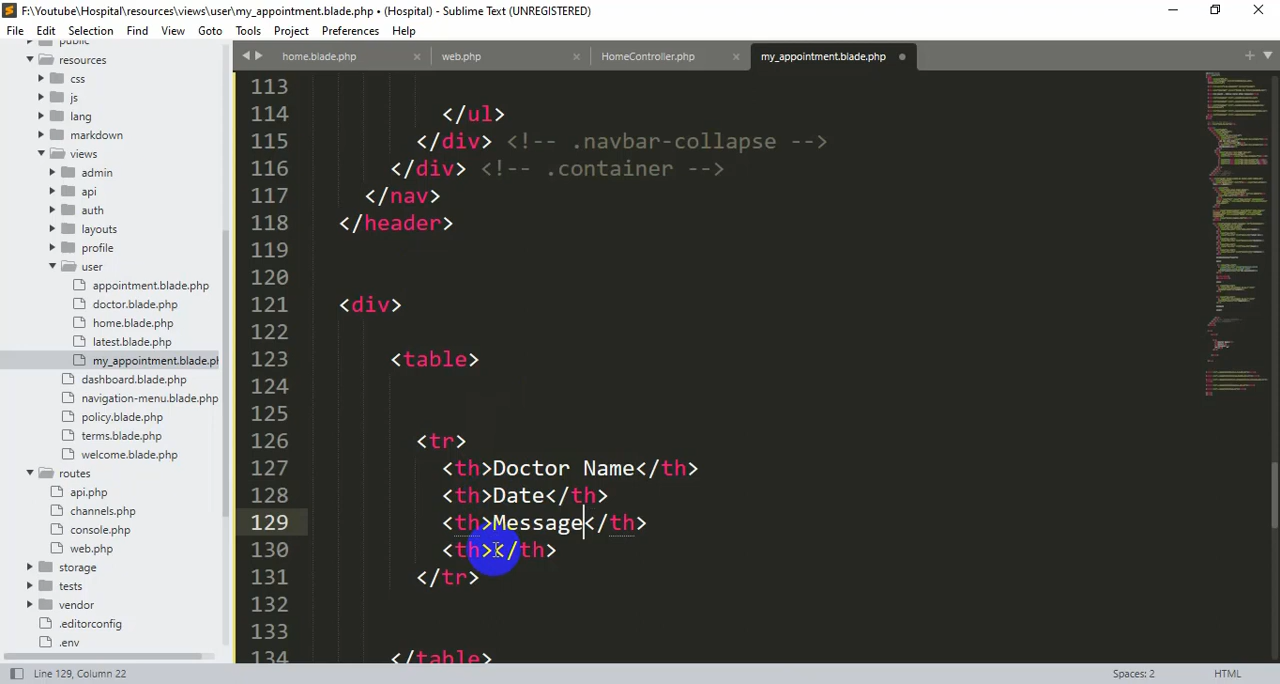 F:\Youtube\Hospital\resources\views\user\my_appointment.blade.php • (Hospital) - Sublime Text (UNREGISTERED)
File Edit Selection Find View Goto Tools Project Preferences Help
home.blade.php web.php HomeController.php my_appointment.blade.php
public
resources
css
js
lang
markdown
views
admin
api
auth
layouts
profile
user
appointment.blade.php
doctor.blade.php
home.blade.php
latest.blade.php
my_appointment.blade.ph
dashboard.blade.php
navigation-menu.blade.php
policy.blade.php
terms.blade.php
welcome.blade.php
routes
api.php
channels.php
console.php
web.php
storage
tests
vendor
.editorconfig
.env
113
114 </ul>
115 </div> <!-- .navbar-collapse -->
116 </div> <!-- .container -->
117 </nav>
118 </header>
119
120
121 <div>
122
123 <table>
124
125
126 <tr>
127 <th>Doctor Name</th>
128 <th>Date</th>
129 <th>Message</th>
130 <th></th>
131 </tr>
132
133
134 </table>
Line 129, Column 22 Spaces: 2 HTML